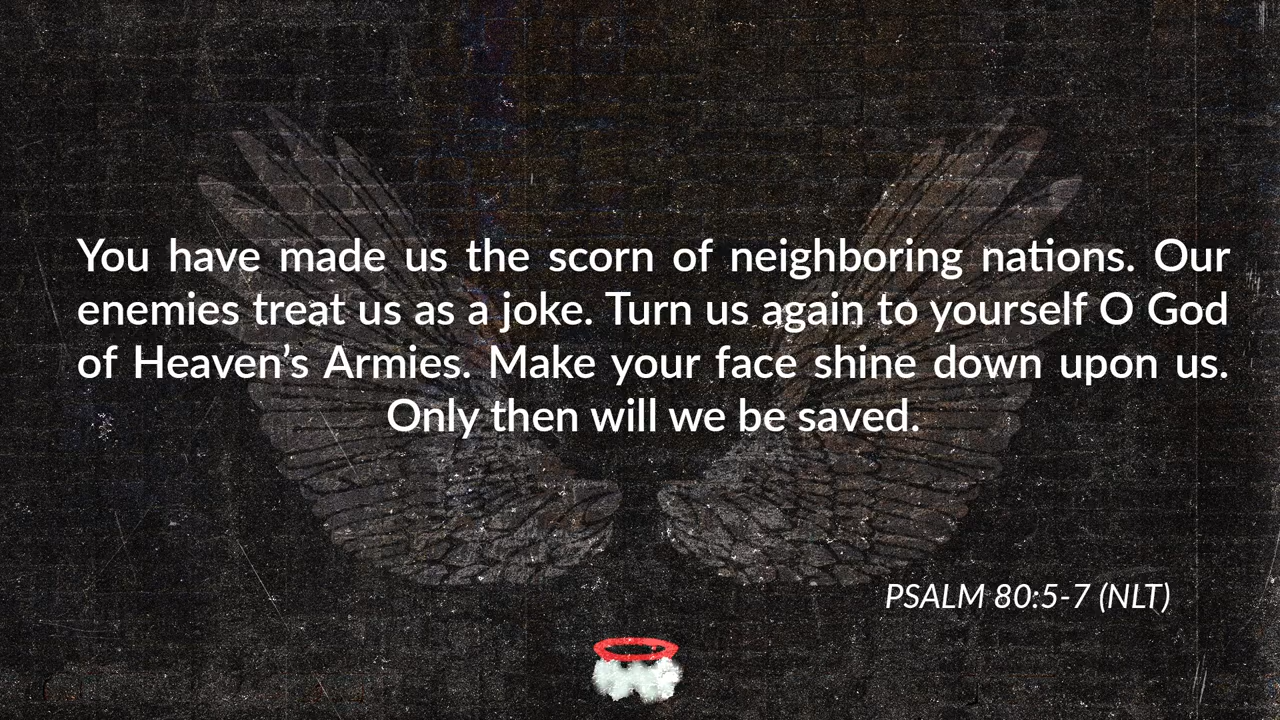 You have made us the scorn of neighboring nations. Our
enemies treat us as a joke. Turn us again to yourself O God
of Heaven’s Armies. Make your face shine down upon us.
Only then will we be saved.
PSALM 80:5-7 (NLT)